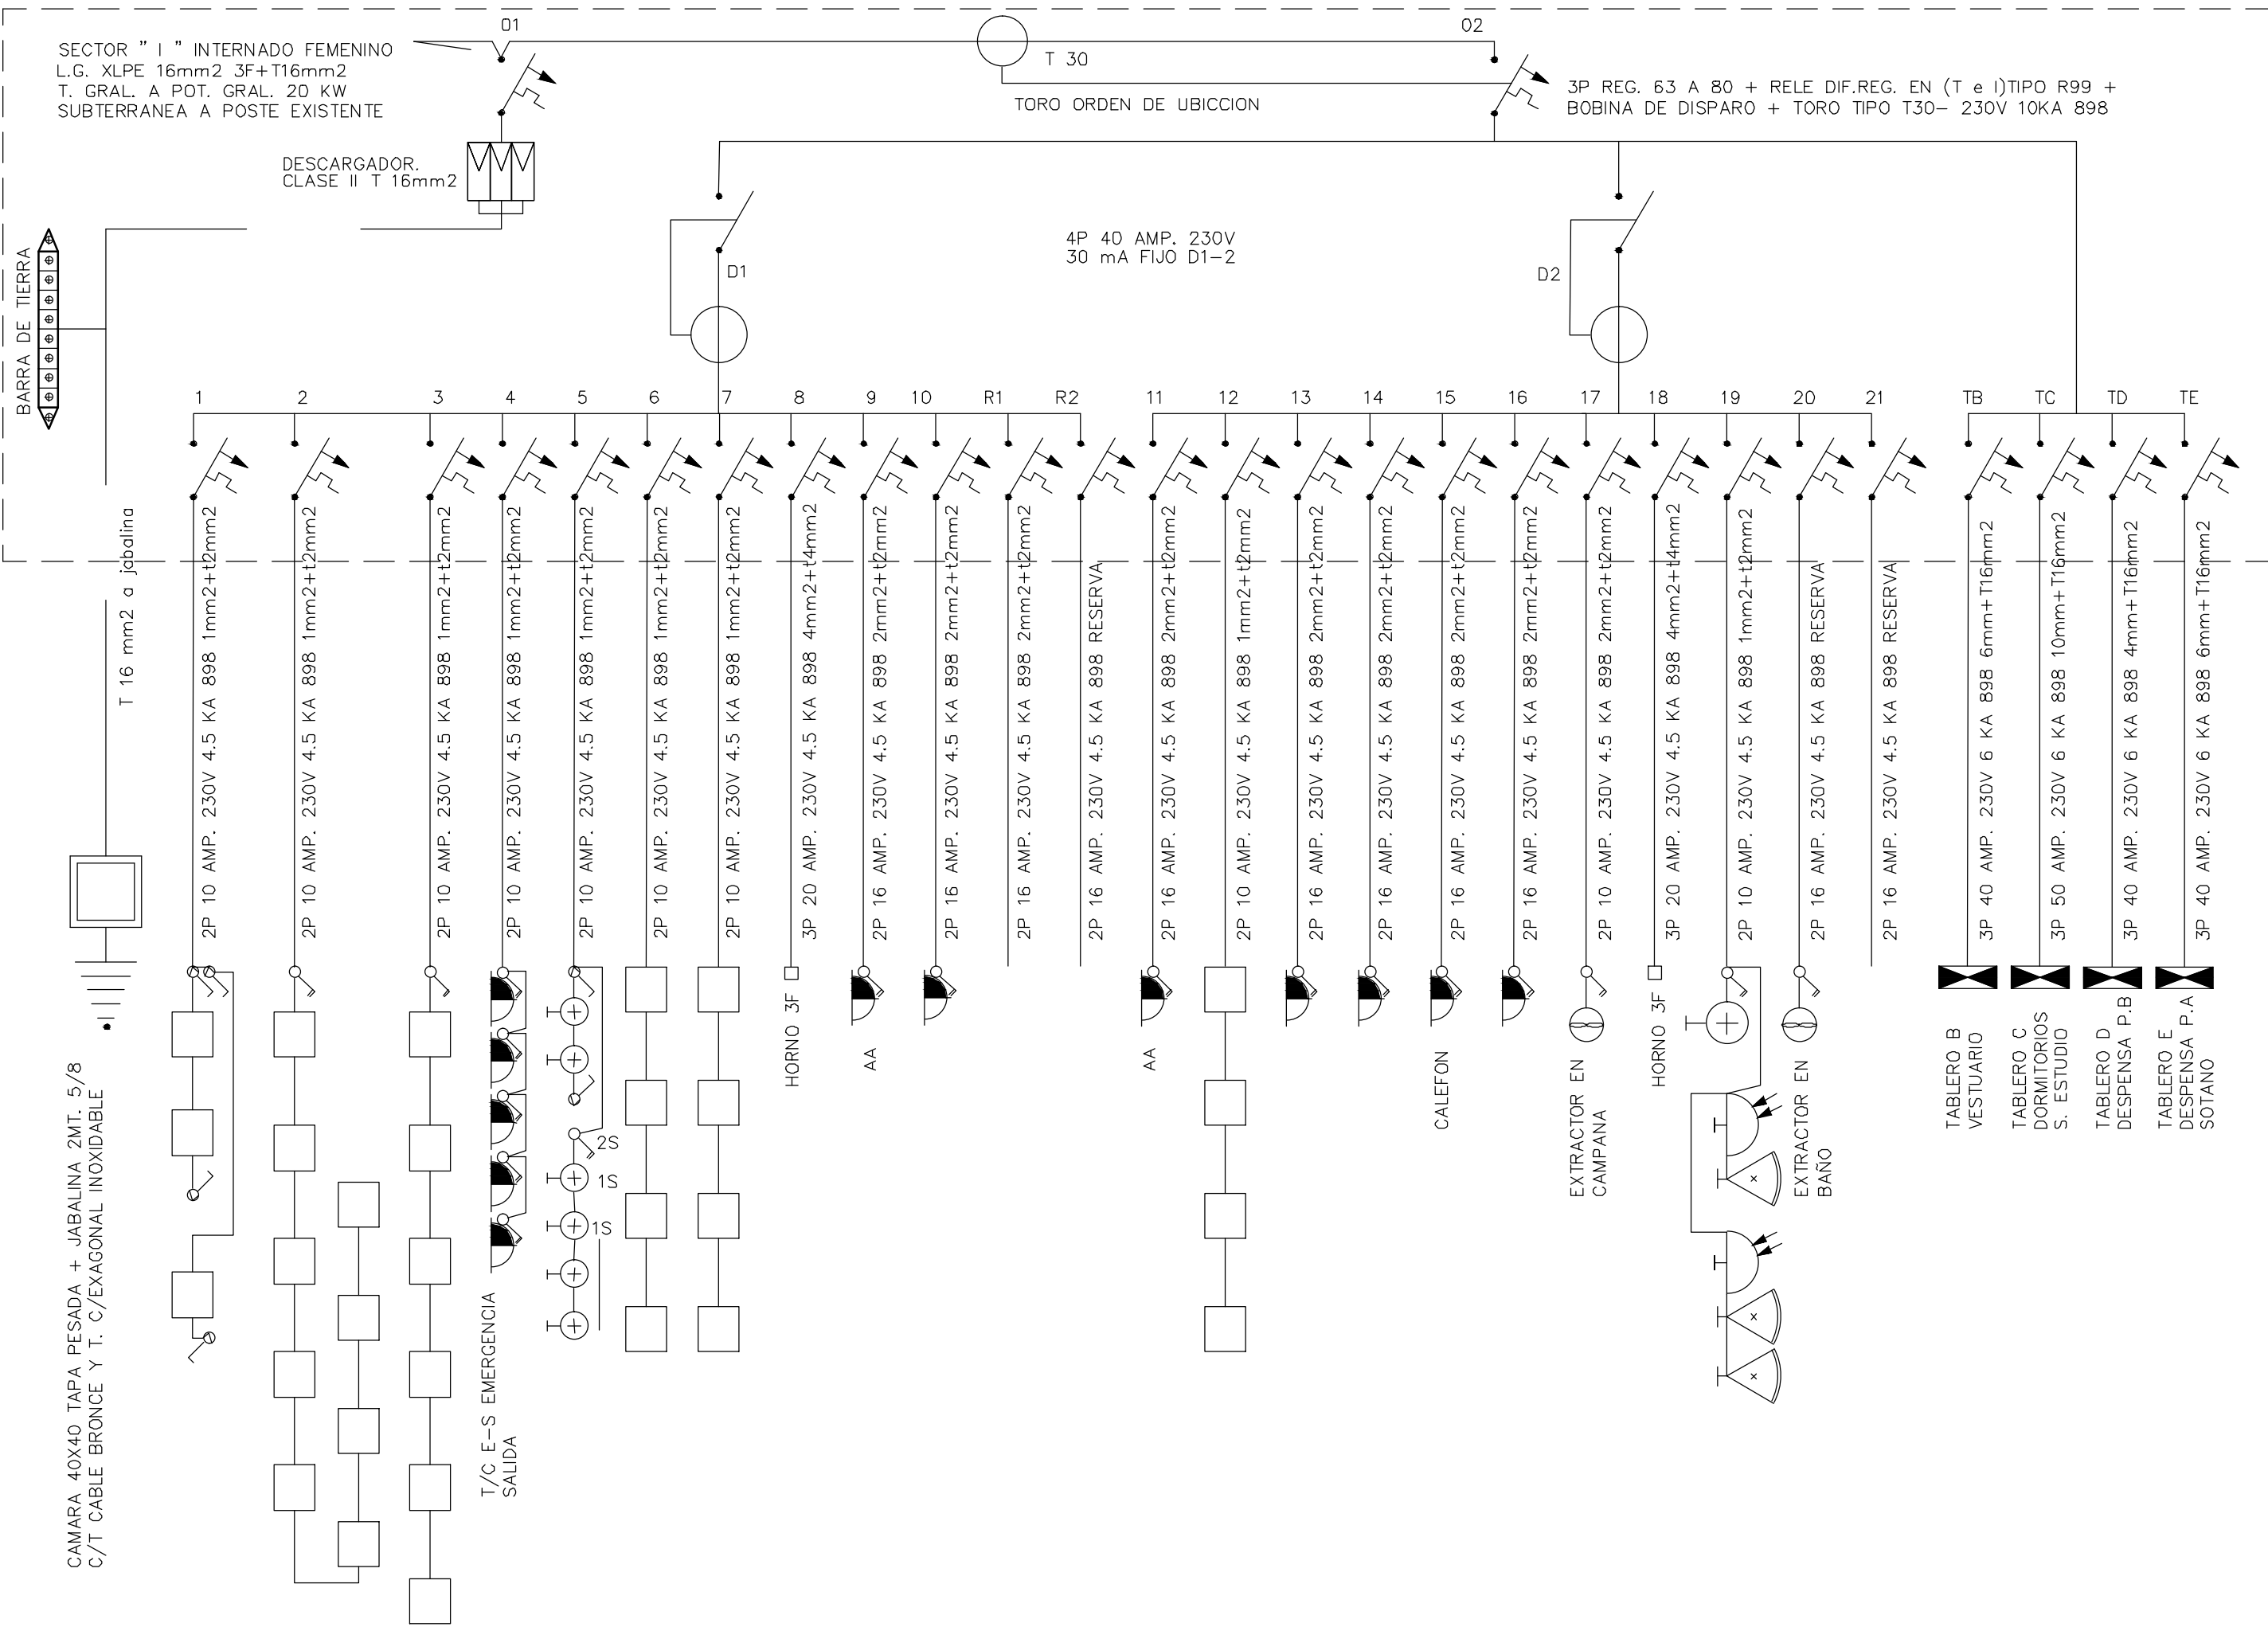 01
02
SECTOR " I " INTERNADO FEMENINO
L.G. XLPE 16mm2 3F+T16mm2
T. GRAL. A POT. GRAL. 20 KW
SUBTERRANEA A POSTE EXISTENTE
T 30
TORO ORDEN DE UBICCION
3P REG. 63 A 80 + RELE DIF.REG. EN (T e I)TIPO R99 +
BOBINA DE DISPARO + TORO TIPO T30- 230V 10KA 898
DESCARGADOR.
CLASE II T 16mm2
4P 40 AMP. 230V
30 mA FIJO D1-2
D1
D2
BARRA DE TIERRA
1
2
3
4
5
6
7
8
9
10
R1
R2
11
12
13
14
15
16
17
18
19
20
21
TB
TC
TD
TE
T 16 mm2 a jabalina
2P 10 AMP. 230V 4.5 KA 898 1mm2+t2mm2
2P 10 AMP. 230V 4.5 KA 898 1mm2+t2mm2
2P 10 AMP. 230V 4.5 KA 898 1mm2+t2mm2
2P 10 AMP. 230V 4.5 KA 898 1mm2+t2mm2
2P 10 AMP. 230V 4.5 KA 898 1mm2+t2mm2
2P 10 AMP. 230V 4.5 KA 898 1mm2+t2mm2
2P 10 AMP. 230V 4.5 KA 898 1mm2+t2mm2
3P 20 AMP. 230V 4.5 KA 898 4mm2+t4mm2
2P 16 AMP. 230V 4.5 KA 898 2mm2+t2mm2
2P 16 AMP. 230V 4.5 KA 898 2mm2+t2mm2
2P 16 AMP. 230V 4.5 KA 898 2mm2+t2mm2
2P 16 AMP. 230V 4.5 KA 898 RESERVA
2P 16 AMP. 230V 4.5 KA 898 2mm2+t2mm2
2P 10 AMP. 230V 4.5 KA 898 1mm2+t2mm2
2P 16 AMP. 230V 4.5 KA 898 2mm2+t2mm2
2P 16 AMP. 230V 4.5 KA 898 2mm2+t2mm2
2P 16 AMP. 230V 4.5 KA 898 2mm2+t2mm2
2P 16 AMP. 230V 4.5 KA 898 2mm2+t2mm2
2P 10 AMP. 230V 4.5 KA 898 2mm2+t2mm2
3P 20 AMP. 230V 4.5 KA 898 4mm2+t4mm2
2P 10 AMP. 230V 4.5 KA 898 1mm2+t2mm2
2P 16 AMP. 230V 4.5 KA 898 RESERVA
2P 16 AMP. 230V 4.5 KA 898 RESERVA
3P 40 AMP. 230V 6 KA 898 6mm+T16mm2
3P 50 AMP. 230V 6 KA 898 10mm+T16mm2
3P 40 AMP. 230V 6 KA 898 4mm+T16mm2
3P 40 AMP. 230V 6 KA 898 6mm+T16mm2
CAMARA 40X40 TAPA PESADA + JABALINA 2MT. 5/8
C/T CABLE BRONCE Y T. C/EXAGONAL INOXIDABLE
T/C E-S EMERGENCIA
SALIDA
2S
1S
1S
HORNO 3F
AA
AA
CALEFON
EXTRACTOR EN
CAMPANA
HORNO 3F
EXTRACTOR EN
BAÑO
TABLERO B
VESTUARIO
TABLERO C
DORMITORIOS
S. ESTUDIO
TABLERO D
DESPENSA P.B
TABLERO E
DESPENSA P.A
SOTANO